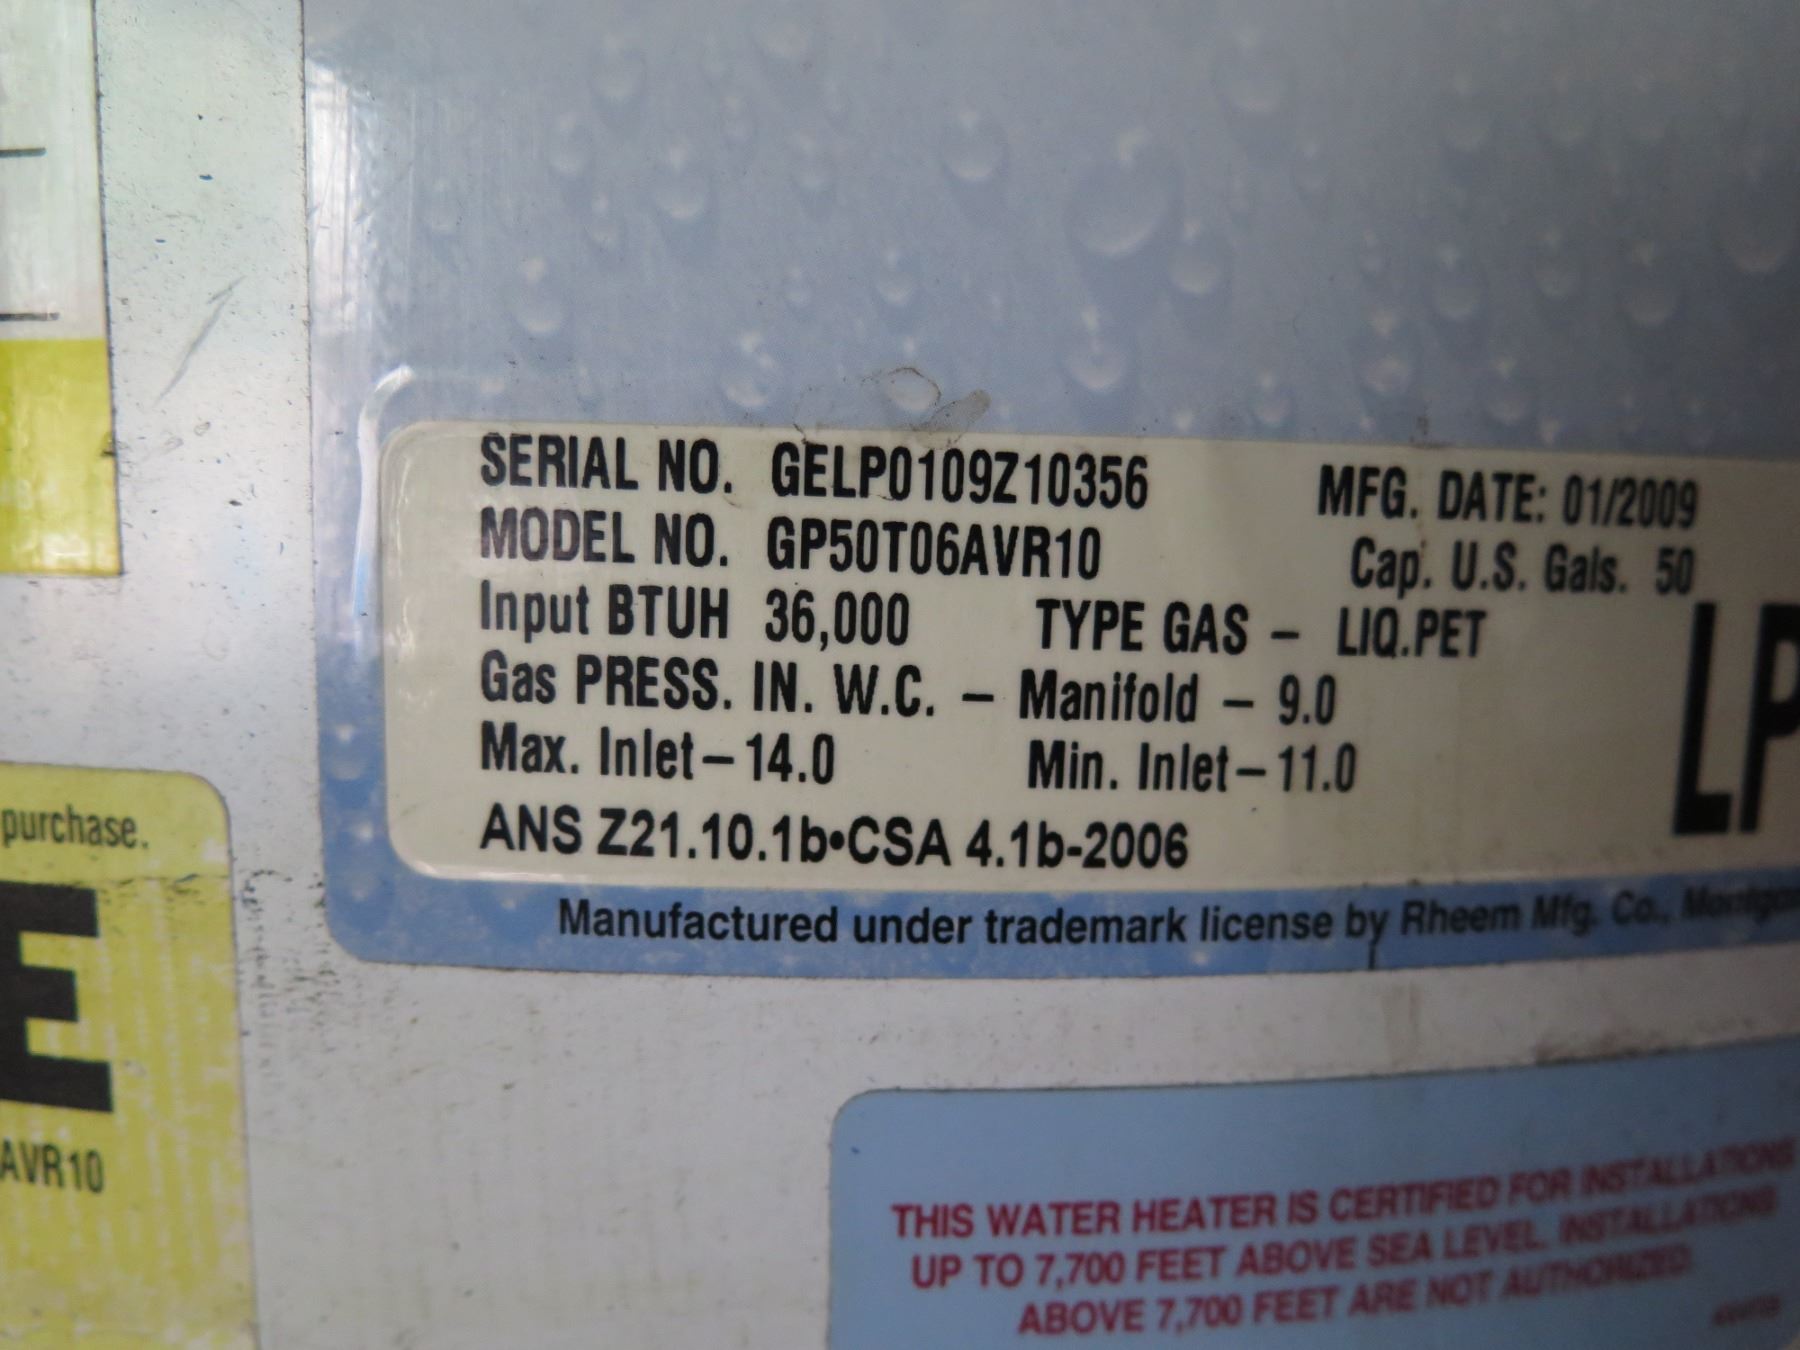 SERIAL NO. GELP0109Z10356 MFG. DATE: 01/2009
MODEL NO. GP50T06AVR10 Cap. U.S. Gals. 50
Input BTUH 36,000 TYPE GAS – LIQ.PET
LP
Gas PRESS. IN. W.C. – Manifold – 9.0
Max. Inlet – 14.0 Min. Inlet – 11.0
ANS Z21.10.1b•CSA 4.1b-2006
Manufactured under trademark license by Rheem Mfg. Co.,
purchase.
E
AVR10
THIS WATER HEATER IS CERTIFIED FOR INSTALLATIONS
UP TO 7,700 FEET ABOVE SEA LEVEL. INSTALLATIONS
ABOVE 7,700 FEET ARE NOT AUTHORIZED